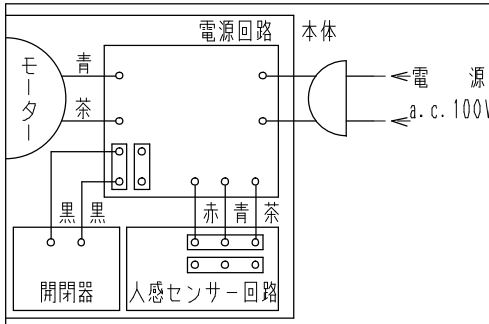 電源回路 本体
青
モーター
茶
電 源
a.c.100V
黒 黒
赤 青 茶
開閉器
人感センサー回路